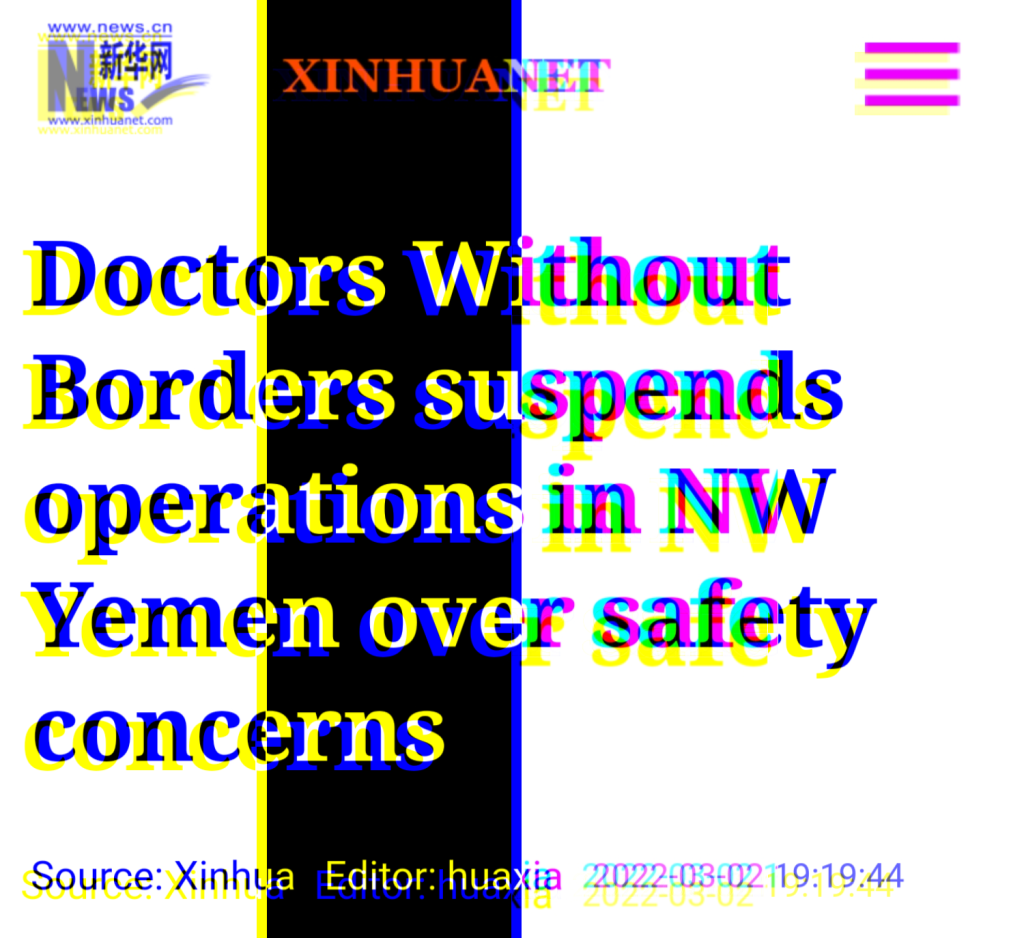 www.news.cn
新华网
NEWS
www.xinhuanet.com
XINHUANET
Doctors Without
Borders suspends
operations in NW
Yemen over safety
concerns
Source: Xinhua Editor: huaxia 2022-03-02 19:19:44